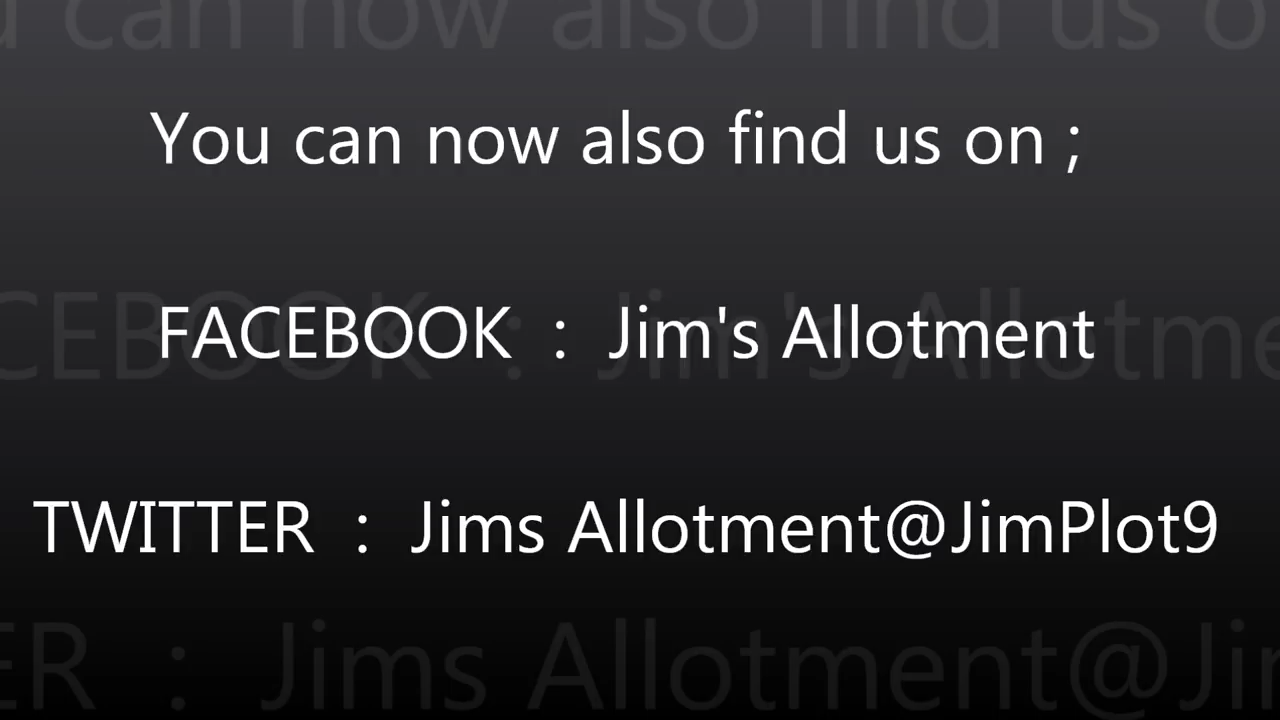 You can now also find us on ;
FACEBOOK : Jim's Allotment
TWITTER : Jims Allotment@JimPlot9